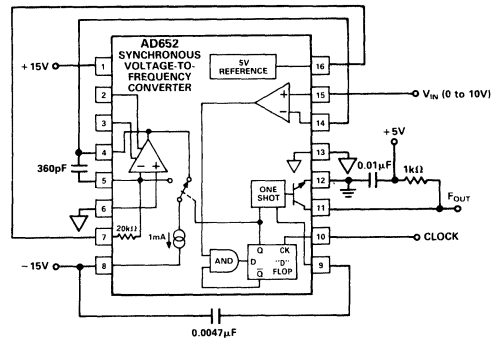 AD652
SYNCHRONOUS
VOLTAGE-TO-
FREQUENCY
CONVERTER
5V
REFERENCE
+15V
1
2
3
4
5
6
7
8
16
15
14
13
12
11
10
9
+
−
−
+
VIN (0 to 10V)
+5V
0.01μF
1kΩ
FOUT
CLOCK
360pF
20kΩ
1mA
ONE
SHOT
AND
D
Q
CK
"D"
FLOP
Q̅
−15V
0.0047μF